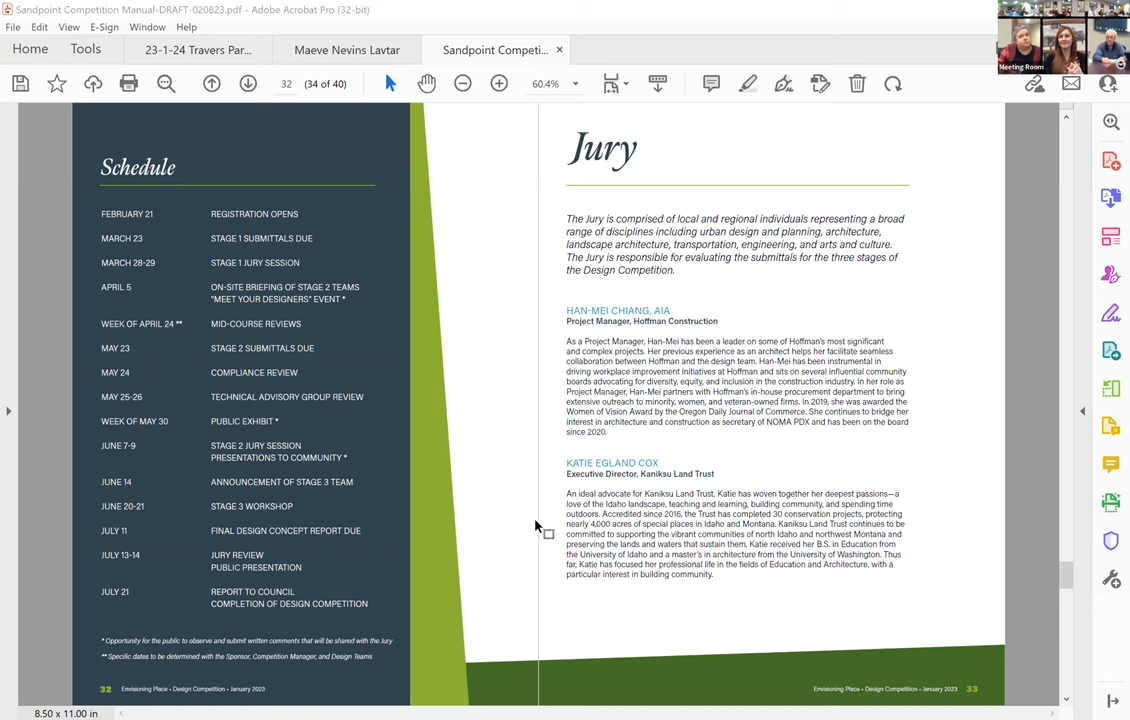 Sandpoint Competition Manual-DRAFT-020823.pdf - Adobe Acrobat Pro (32-bit)
File Edit View E-Sign Window Help
Home Tools 23-1-24 Travers Par... Maeve Nevins Lavtar Sandpoint Competi... ×
32 (34 of 40) 60.4%
Meeting Room
Schedule
FEBRUARY 21 REGISTRATION OPENS
MARCH 23 STAGE 1 SUBMITTALS DUE
MARCH 28-29 STAGE 1 JURY SESSION
APRIL 5 ON-SITE BRIEFING OF STAGE 2 TEAMS
"MEET YOUR DESIGNERS" EVENT *
WEEK OF APRIL 24 ** MID-COURSE REVIEWS
MAY 23 STAGE 2 SUBMITTALS DUE
MAY 24 COMPLIANCE REVIEW
MAY 25-26 TECHNICAL ADVISORY GROUP REVIEW
WEEK OF MAY 30 PUBLIC EXHIBIT *
JUNE 7-9 STAGE 2 JURY SESSION
PRESENTATIONS TO COMMUNITY *
JUNE 14 ANNOUNCEMENT OF STAGE 3 TEAM
JUNE 20-21 STAGE 3 WORKSHOP
JULY 11 FINAL DESIGN CONCEPT REPORT DUE
JULY 13-14 JURY REVIEW
PUBLIC PRESENTATION
JULY 21 REPORT TO COUNCIL
COMPLETION OF DESIGN COMPETITION
* Opportunity for the public to observe and submit written comments that will be shared with the Jury
** Specific dates to be determined with the Sponsor, Competition Manager, and Design Teams
32 Envisioning Place • Design Competition • January 2023
Jury
The Jury is comprised of local and regional individuals representing a broad
range of disciplines including urban design and planning, architecture,
landscape architecture, transportation, engineering, and arts and culture.
The Jury is responsible for evaluating the submittals for the three stages of
the Design Competition.
HAN-MEI CHIANG, AIA
Project Manager, Hoffman Construction
As a Project Manager, Han-Mei has been a leader on some of Hoffman's most significant
and complex projects. Her previous experience as an architect helps her facilitate seamless
collaboration between Hoffman and the design team. Han-Mei has been instrumental in
driving workplace improvement initiatives at Hoffman and sits on several influential community
boards advocating for diversity, equity, and inclusion in the construction industry. In her role as
Project Manager, Han-Mei partners with Hoffman's in-house procurement department to bring
extensive outreach to minority, women, and veteran-owned firms. In 2019, she was awarded the
Women of Vision Award by the Oregon Daily Journal of Commerce. She continues to bridge her
interest in architecture and construction as secretary of NOMA PDX and has been on the board
since 2020.
KATIE EGLAND COX
Executive Director, Kaniksu Land Trust
An ideal advocate for Kaniksu Land Trust, Katie has woven together her deepest passions—a
love of the Idaho landscape, teaching and learning, building community, and spending time
outdoors. Accredited since 2016, the Trust has completed 30 conservation projects, protecting
nearly 4,000 acres of special places in Idaho and Montana. Kaniksu Land Trust continues to be
committed to supporting the vibrant communities of north Idaho and northwest Montana and
preserving the lands and waters that sustain them. Katie received her B.S. in Education from
the University of Idaho and a master's in architecture from the University of Washington. Thus
far, Katie has focused her professional life in the fields of Education and Architecture, with a
particular interest in building community.
Envisioning Place • Design Competition • January 2023 33
8.50 x 11.00 in